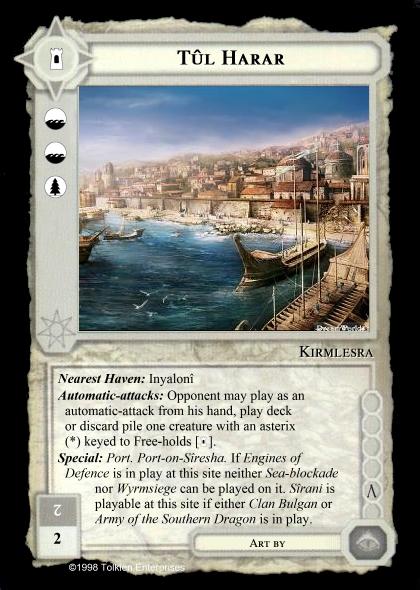 TÛL HARAR
KIRMLESRA
Nearest Haven: Inyalonî
Automatic-attacks: Opponent may play as an
automatic-attack from his hand, play deck
or discard pile one creature with an asterix
(*) keyed to Free-holds [ ].
Special: Port. Port-on-Siresha. If Engines of
Defence is in play at this site neither Sea-blockade
nor Wyrmsiege can be played on it. Sîrani is
playable at this site if either Clan Bulgan or
Army of the Southern Dragon is in play.
2
2
ART BY
©1998 Tolkien Enterprises